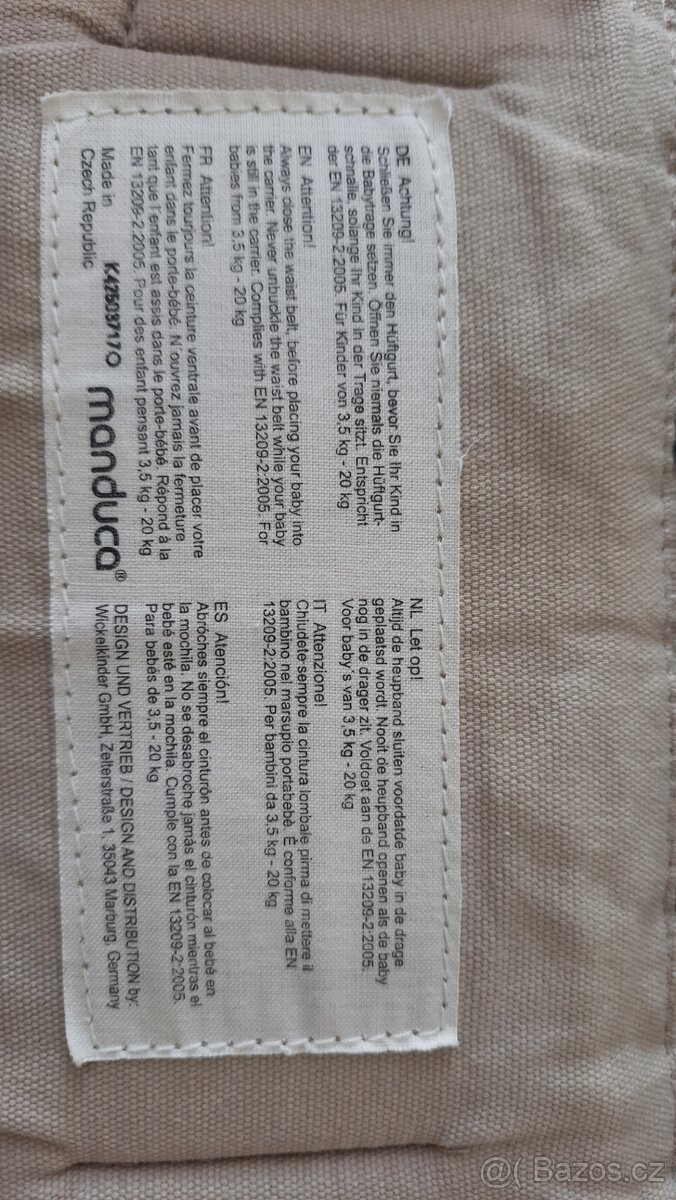 DE Achtung!
Schließen Sie immer den Hüftgurt, bevor Sie Ihr Kind in
die Babytrage setzen. Öffnen Sie niemals die Hüftgurt-
schnalle, solange Ihr Kind in der Trage sitzt. Entspricht
der EN 13209-2:2005. Für Kinder von 3,5 kg - 20 kg
EN Attention!
Always close the waist belt, before placing your baby into
the carrier. Never unbuckle the waist belt while your baby
is still in the carrier. Complies with EN 13209-2:2005. For
babies from 3,5 kg - 20 kg
FR Attention!
Fermez tourjours la ceinture ventrale avant de placer votre
enfant dans le porte-bébé. N'ouvrez jamais la fermeture
tant que l'enfant est assis dans le porte-bébé. Répond à la
EN 13209-2:2005. Pour des enfant pensant 3,5 kg - 20 kg
Made in
Czech Republic
manduca®
NL Let op!
Altijd de heupband sluiten voordatde baby in de drage
geplaatsd wordt. Nooit de heupband openen als de baby
nog in de drager zit. Voldoet aan de EN 13209-2:2005.
Voor baby's van 3,5 kg - 20 kg
IT Attenzione!
Chiudete sempre la cintura lombale pirma di mettere il
bambino nel marsupio portabebè. È conforme alla EN
13209-2:2005. Per bambini da 3,5 kg - 20 kg
ES Atención!
Abróches siempre el cinturón antes de colocar al bebé en
la mochila. No se desabroche jamás el cinturón mientras el
bebé esté en la mochila. Cumple con la EN 13209-2:2005.
Para bebés de 3,5 - 20 kg
DESIGN UND VERTRIEB / DESIGN AND DISTRIBUTION by:
Wickelkinder GmbH, Zeiterstraße 1, 35043 Marburg, Germany
@( Bazos.cz